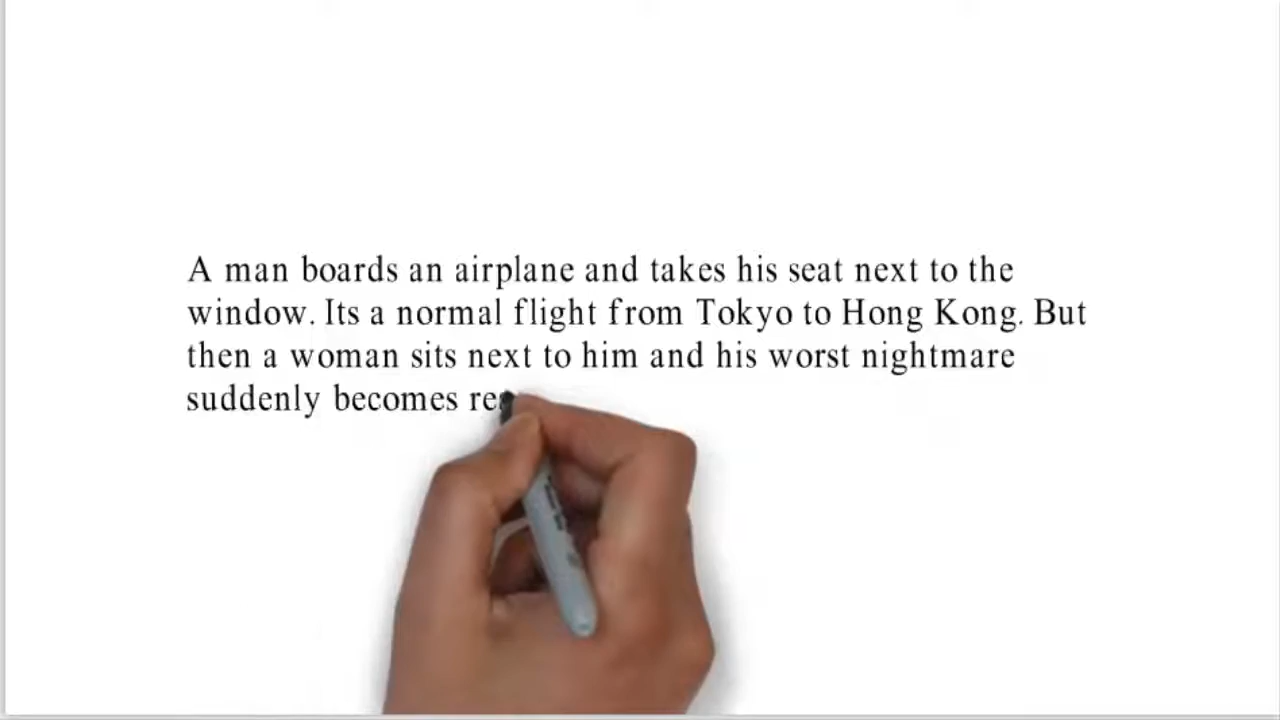 A man boards an airplane and takes his seat next to the
window. Its a normal flight from Tokyo to Hong Kong. But
then a woman sits next to him and his worst nightmare
suddenly becomes